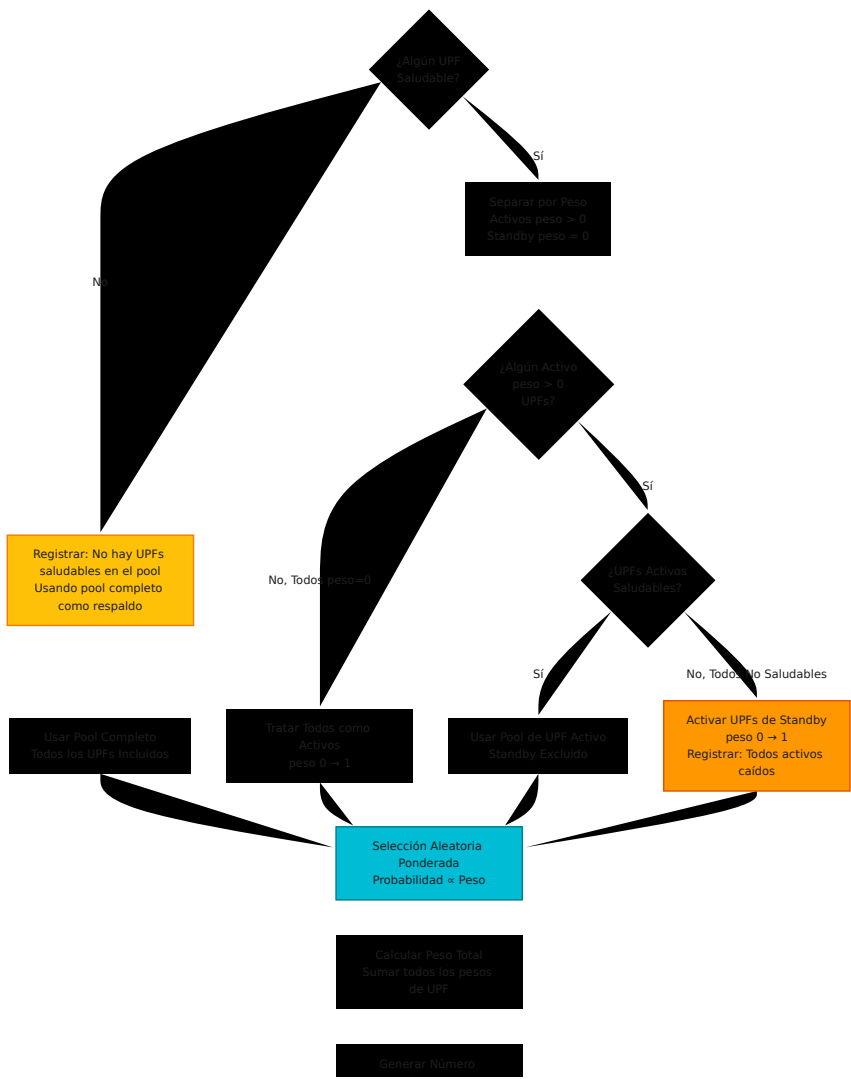 ¿Algún UPF
Saludable?
Sí
Separar por Peso
Activos peso > 0
Standby peso = 0
No
¿Algún Activo
peso > 0
UPFs?
Sí
Registrar: No hay UPFs
saludables en el pool
Usando pool completo
como respaldo
No, Todos peso=0
¿UPFs Activos
Saludables?
Sí
No, Todos No Saludables
Usar Pool Completo
Todos los UPFs Incluidos
Tratar Todos como
Activos
peso 0 → 1
Usar Pool de UPF Activo
Standby Excluido
Activar UPFs de Standby
peso 0 → 1
Registrar: Todos activos
caídos
Selección Aleatoria
Ponderada
Probabilidad ∝ Peso
Calcular Peso Total
Sumar todos los pesos
de UPF
Generar Número